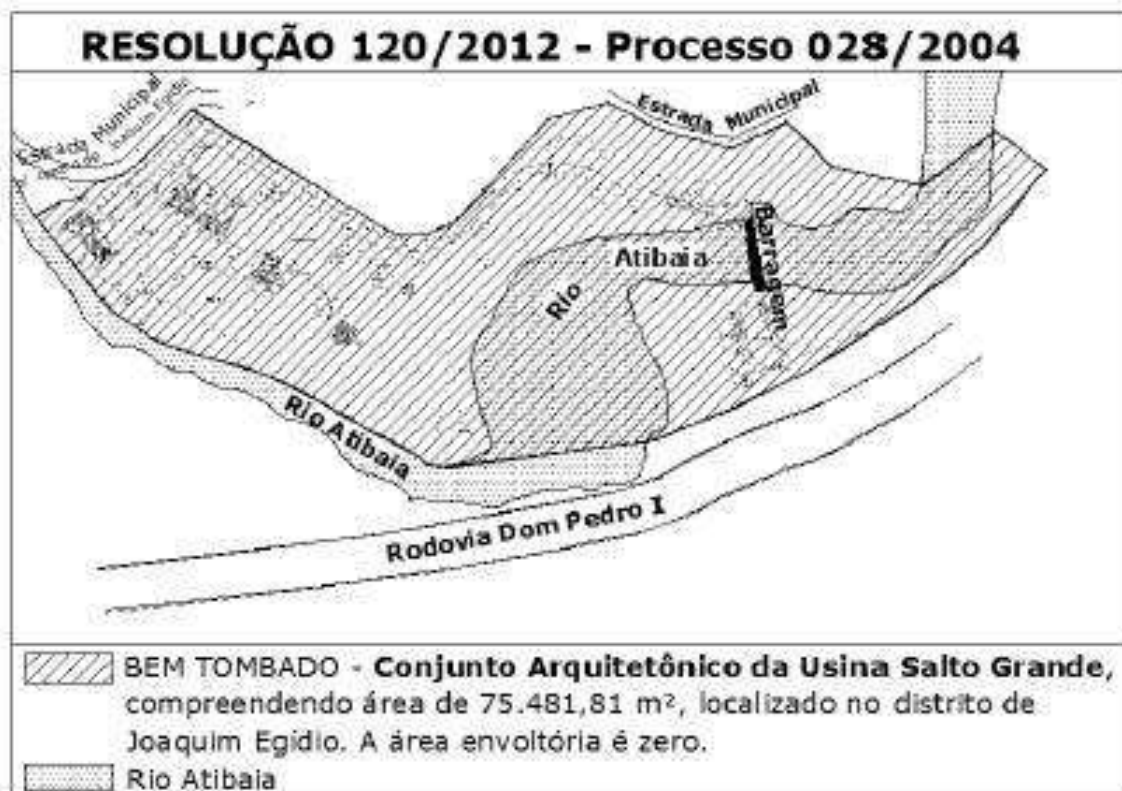 RESOLUÇÃO 120/2012 - Processo 028/2004
Estrada Municipal
Joaquim Egídio
Estrada Municipal
Barragem
Atibaia
Rio
Rio Atibaia
Rodovia Dom Pedro I
BEM TOMBADO - Conjunto Arquitetônico da Usina Salto Grande,
compreendendo área de 75.481,81 m², localizado no distrito de
Joaquim Egídio. A área envoltória é zero.
Rio Atibaia